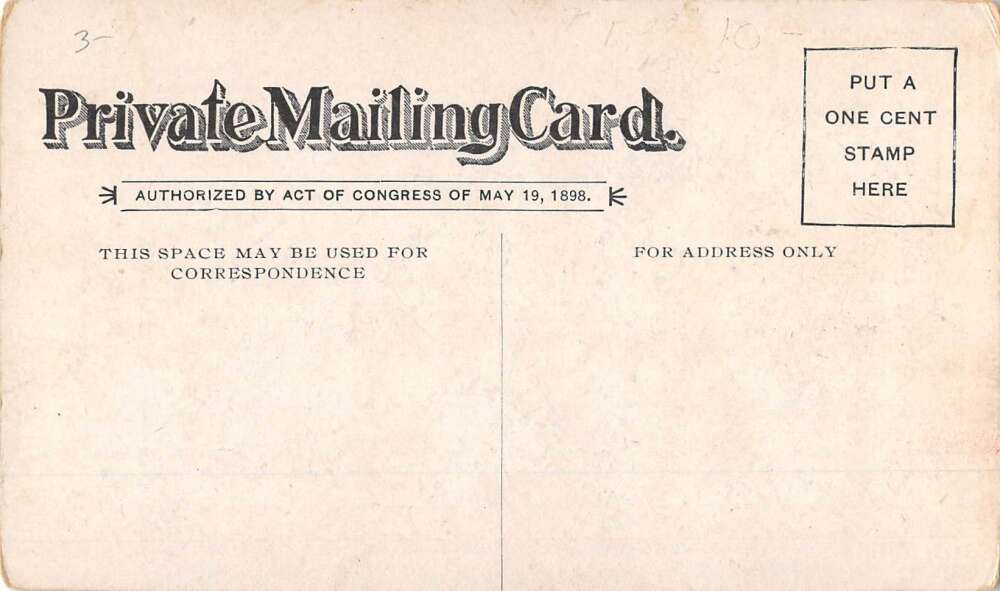 3-
10 -
Private Mailing Card.
AUTHORIZED BY ACT OF CONGRESS OF MAY 19, 1898.
PUT A
ONE CENT
STAMP
HERE
THIS SPACE MAY BE USED FOR
CORRESPONDENCE
FOR ADDRESS ONLY